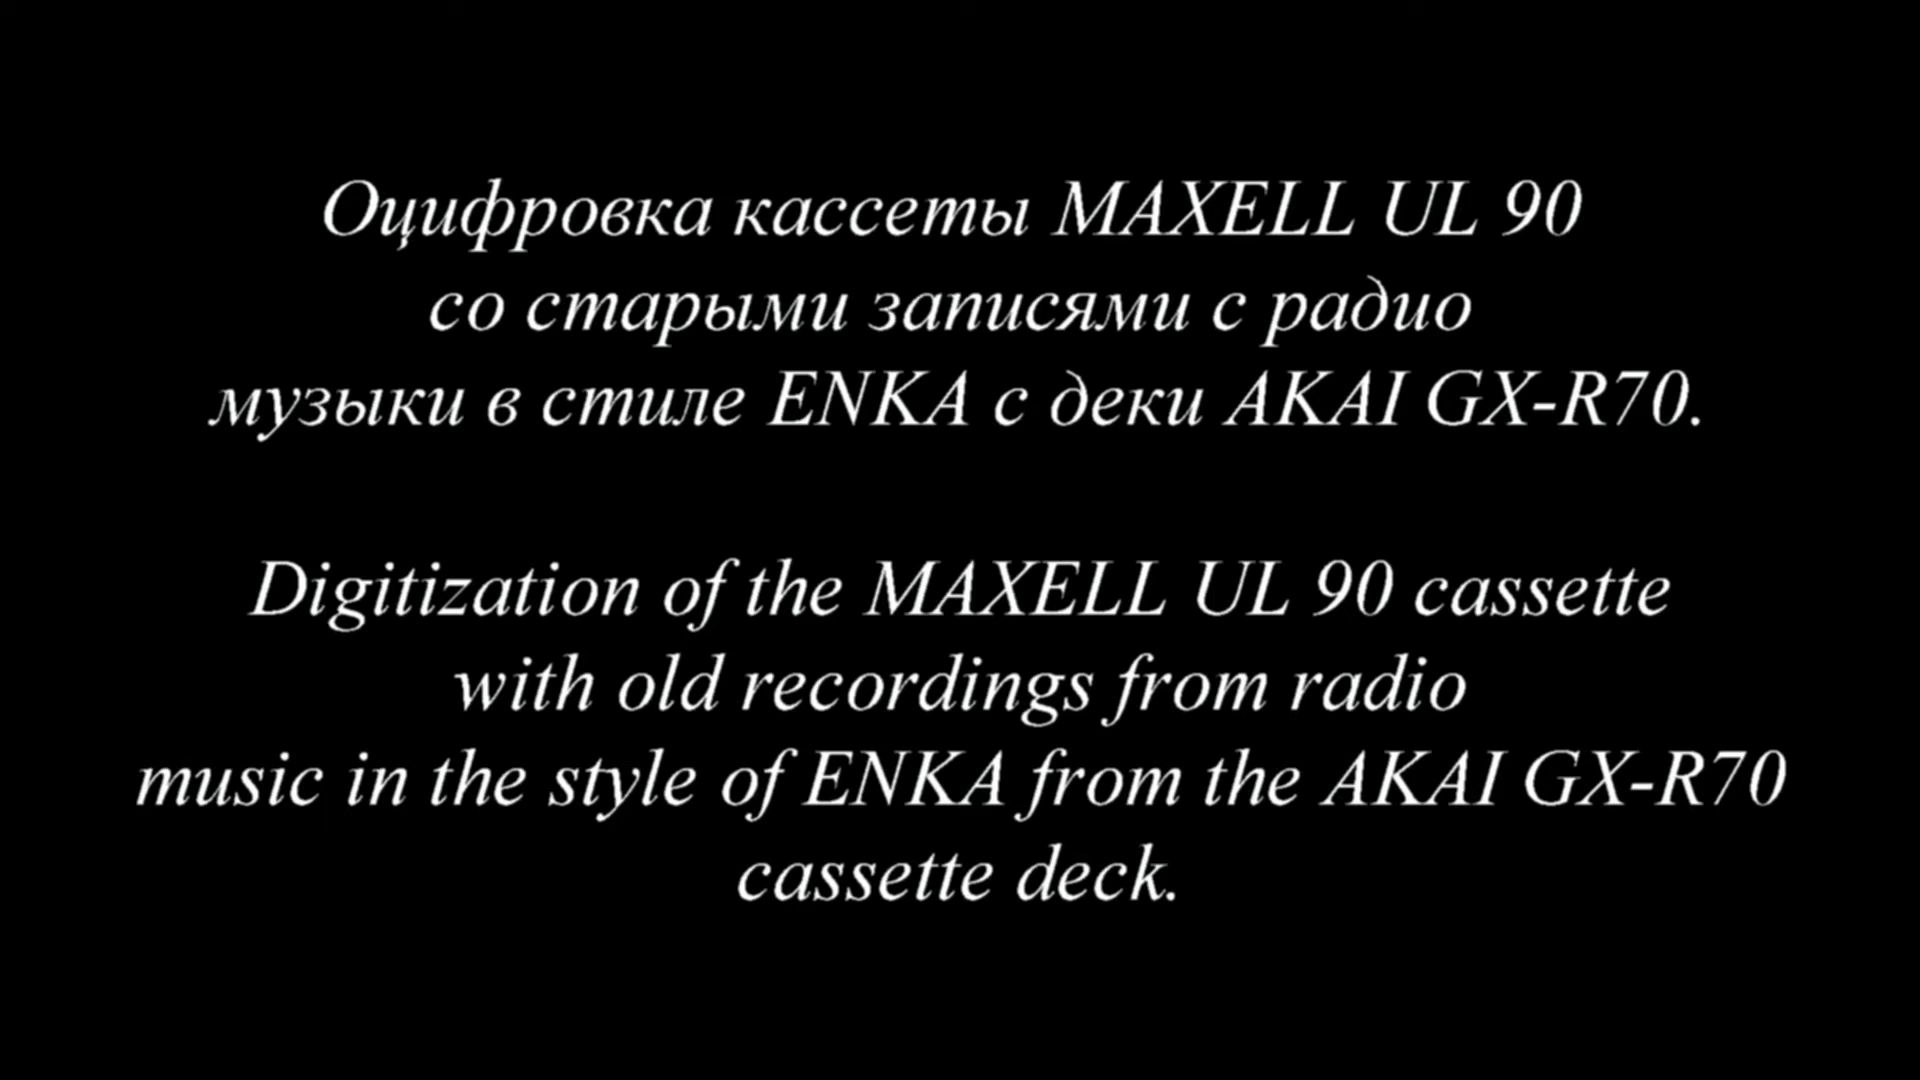 Оцифровка кассеты MAXELL UL 90
со старыми записями с радио
музыки в стиле ENKA с деки AKAI GX-R70.
Digitization of the MAXELL UL 90 cassette
with old recordings from radio
music in the style of ENKA from the AKAI GX-R70
cassette deck.